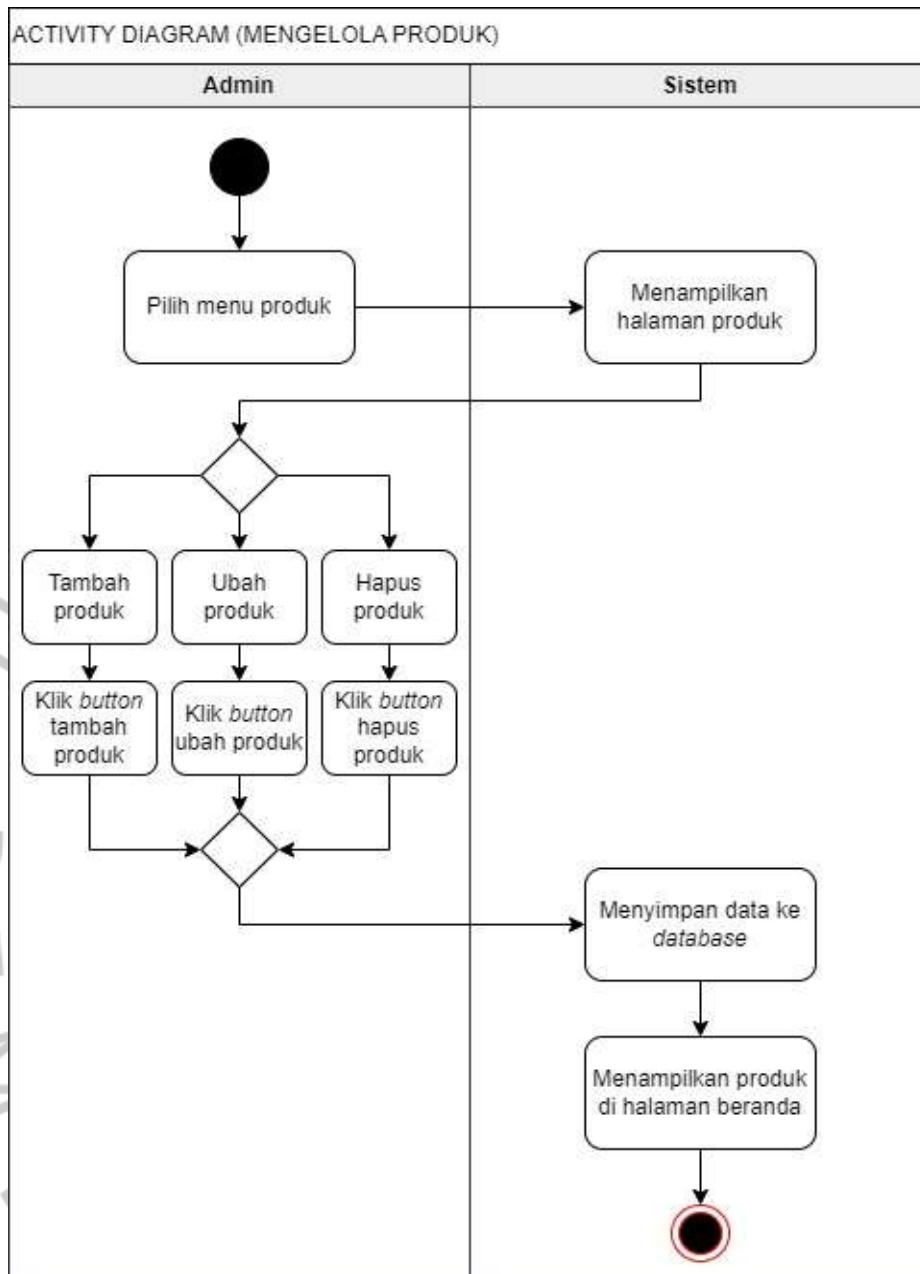 ACTIVITY DIAGRAM (MENGELOLA PRODUK)
Admin
Sistem
Pilih menu produk
Menampilkan
halaman produk
Tambah
produk
Ubah
produk
Hapus
produk
Klik button
tambah
produk
Klik button
ubah produk
Klik button
hapus
produk
Menyimpan data ke
database
Menampilkan produk
di halaman beranda